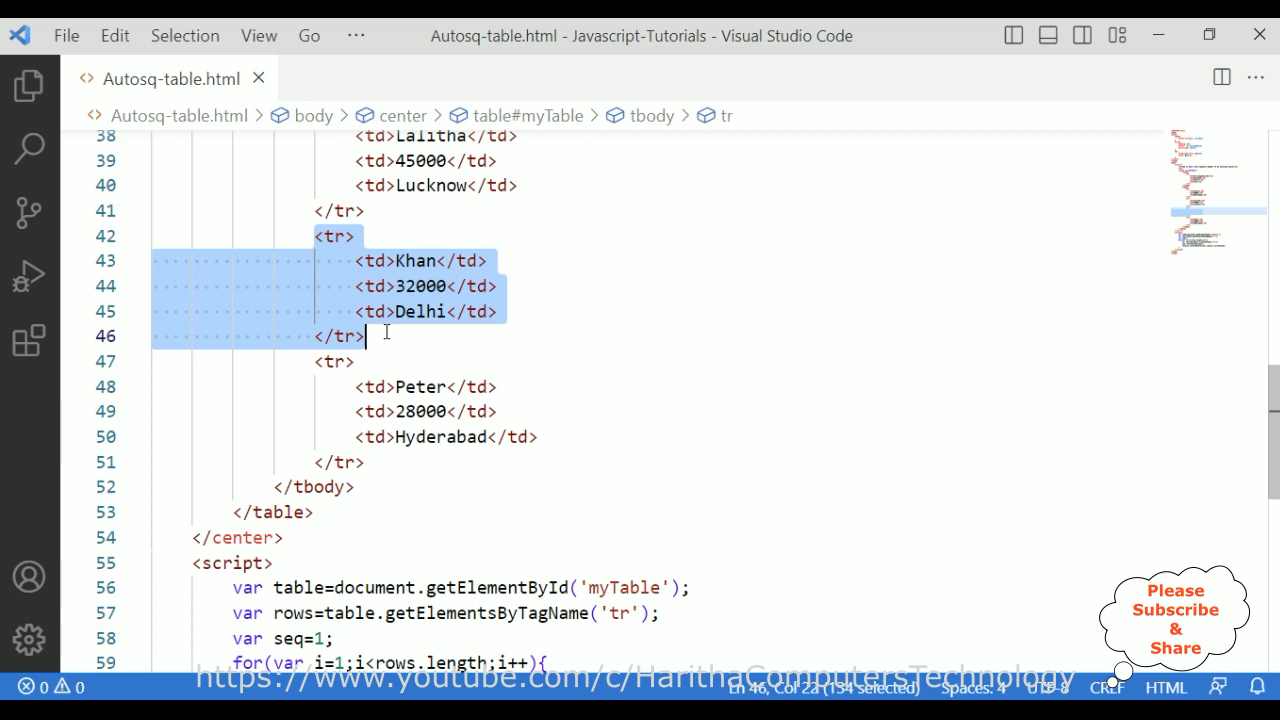 File Edit Selection View Go ··· Autosq-table.html - Javascript-Tutorials - Visual Studio Code
<> Autosq-table.html ×
<> Autosq-table.html > body > center > table#myTable > tbody > tr
38 <td>Lalitha</td>
39 <td>45000</td>
40 <td>Lucknow</td>
41 </tr>
42 <tr>
43 <td>Khan</td>
44 <td>32000</td>
45 <td>Delhi</td>
46 </tr>
47 <tr>
48 <td>Peter</td>
49 <td>28000</td>
50 <td>Hyderabad</td>
51 </tr>
52 </tbody>
53 </table>
54 </center>
55 <script>
56 var table=document.getElementById('myTable');
57 var rows=table.getElementsByTagName('tr');
58 var seq=1;
59 for(var i=1;i<rows.length;i++){
Please
Subscribe
&
Share
https://www.youtube.com/c/HarithaComputersTechnology
0 0 Ln 46, Col 22 (134 selected) Spaces: 4 UTF-8 CRLF HTML